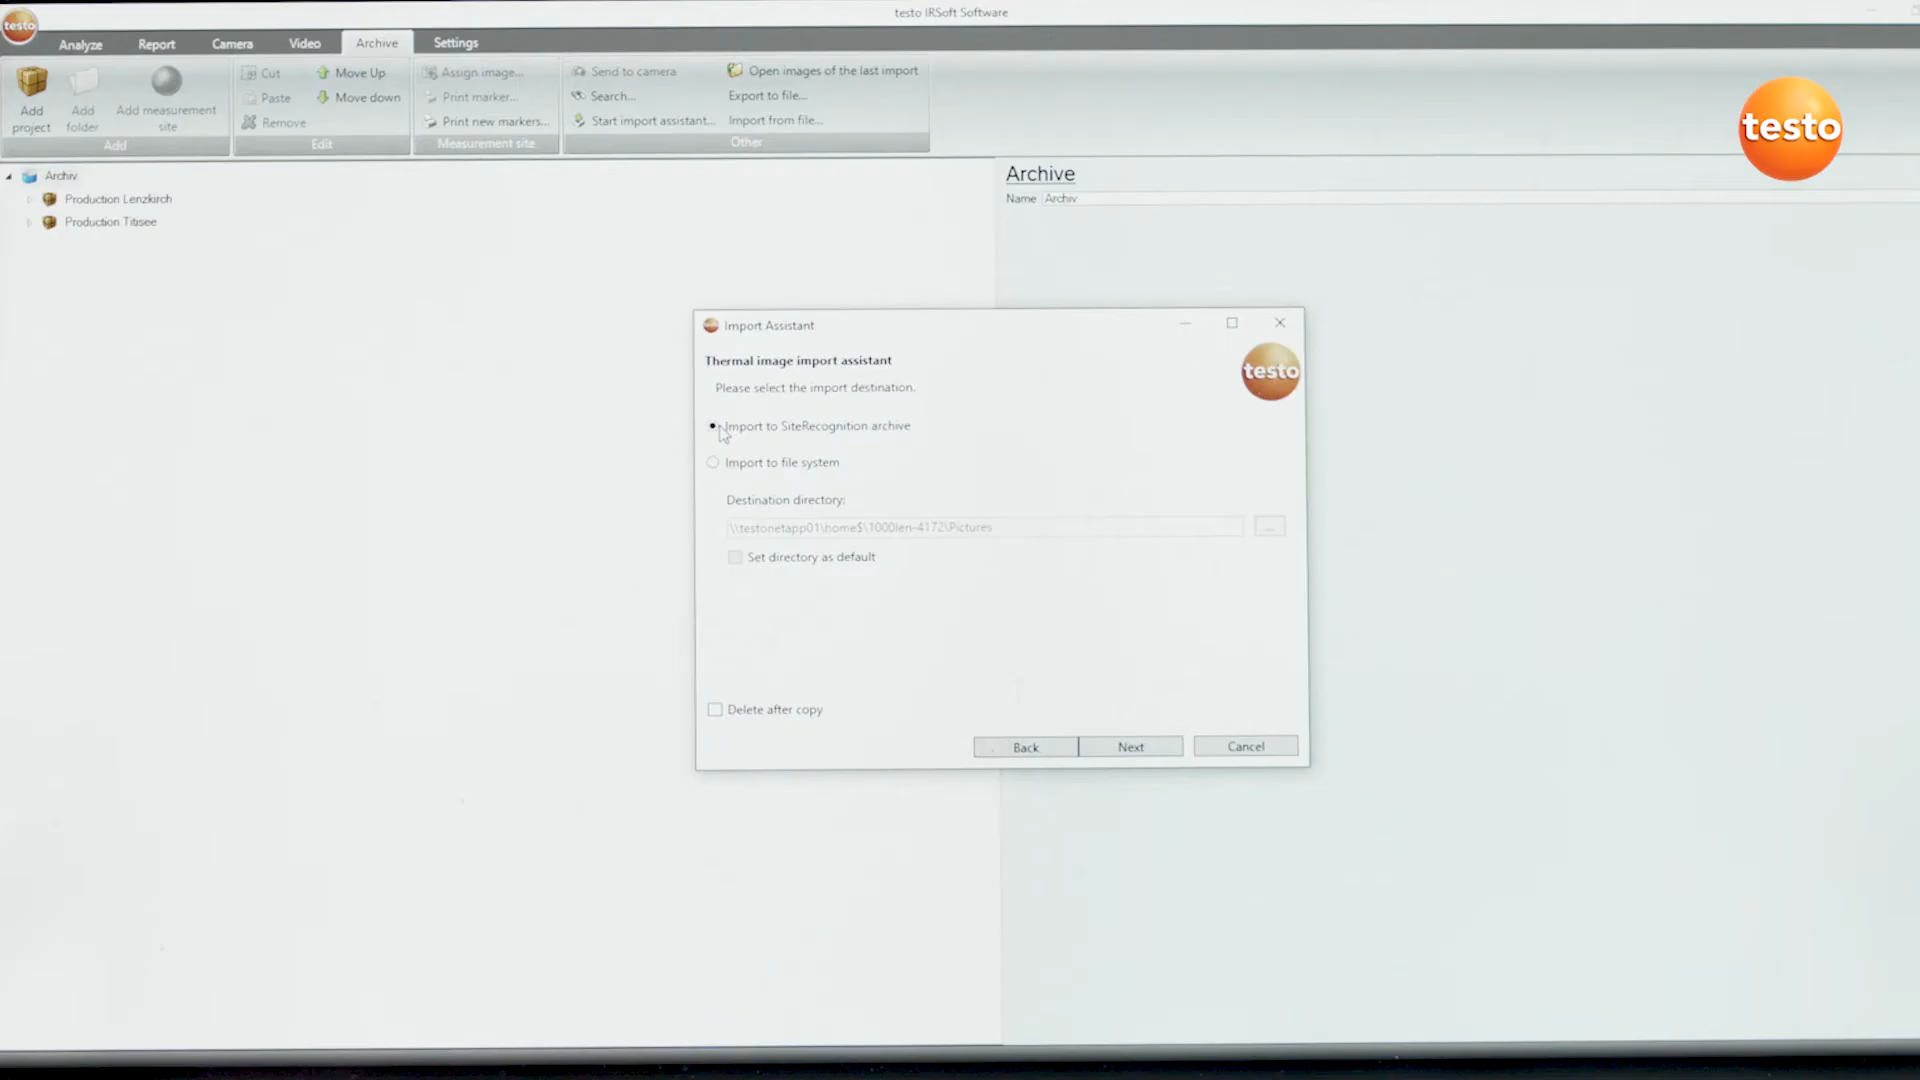 testo IRSoft Software
testo
Analyze
Report
Camera
Video
Archive
Settings
Add project
Add folder
Add measurement site
Add
Cut
Paste
Remove
Move Up
Move down
Edit
Assign image...
Print marker...
Print new markers...
Measurement site
Send to camera
Search...
Start import assistant...
Open images of the last import
Export to file...
Import from file...
Other
testo
Archiv
Production Lenzkirch
Production Titisee
Archive
Name Archiv
Import Assistant
Thermal image import assistant
testo
Please select the import destination.
Import to SiteRecognition archive
Import to file system
Destination directory:
\\testonetapp01\home$\1000len-4172\Pictures
...
Set directory as default
Delete after copy
Back
Next
Cancel